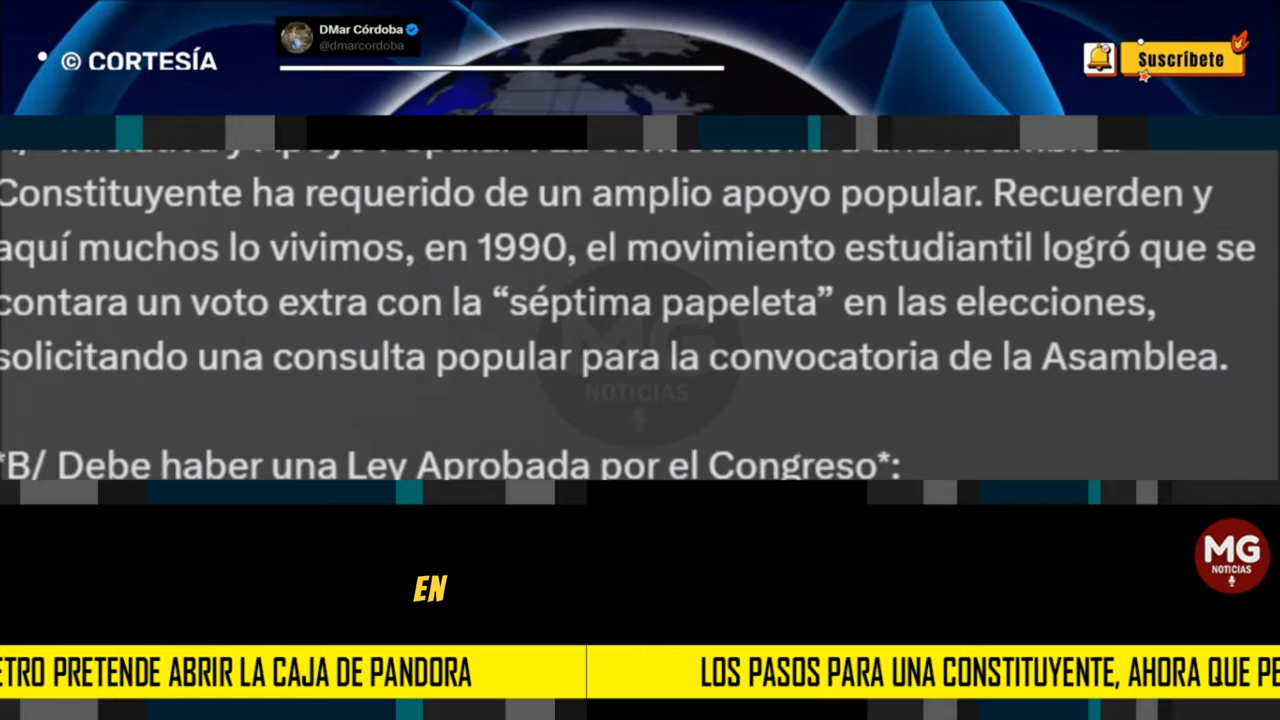 © CORTESÍA
DMar Córdoba
@dmarcordoba
Suscríbete
Constituyente ha requerido de un amplio apoyo popular. Recuerden y
aquí muchos lo vivimos, en 1990, el movimiento estudiantil logró que se
contara un voto extra con la “séptima papeleta” en las elecciones,
solicitando una consulta popular para la convocatoria de la Asamblea.
*B/ Debe haber una Ley Aprobada por el Congreso*:
MG
NOTICIAS
MG
NOTICIAS
EN
ETRO PRETENDE ABRIR LA CAJA DE PANDORA
LOS PASOS PARA UNA CONSTITUYENTE, AHORA QUE PE